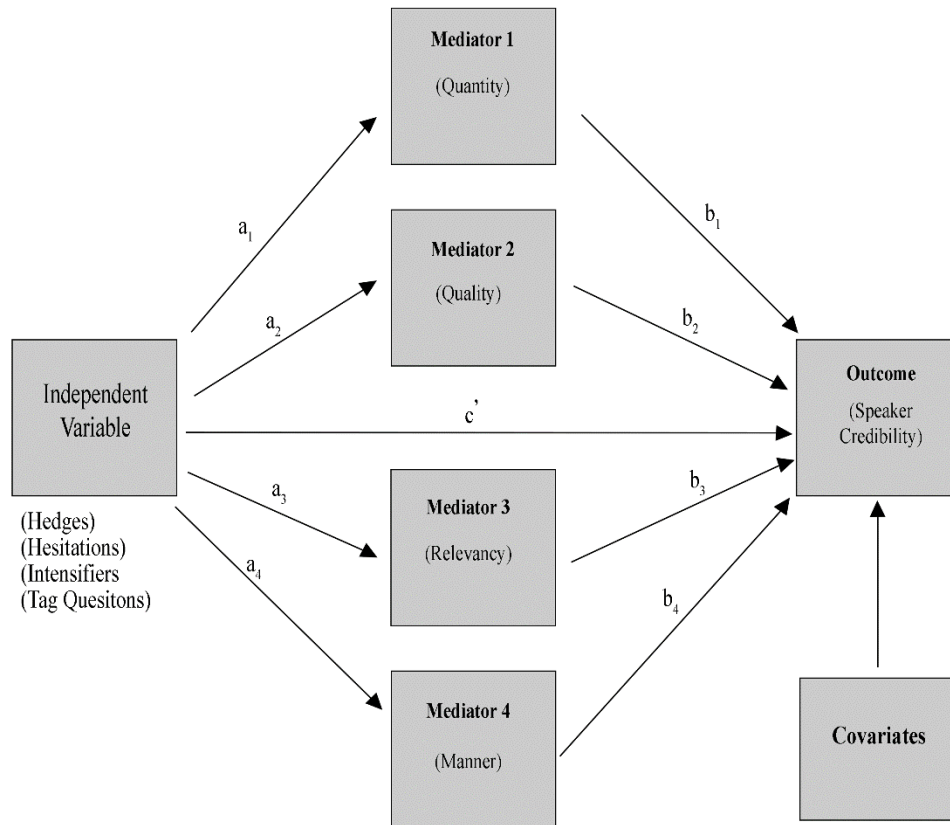 Mediator 1
(Quantity)
a1
b1
Mediator 2
(Quality)
a2
b2
Independent
Variable
c'
Outcome
(Speaker
Credibility)
(Hedges)
(Hesitations)
(Intensifiers
(Tag Quesitons)
a3
b3
Mediator 3
(Relevancy)
a4
b4
Mediator 4
(Manner)
Covariates